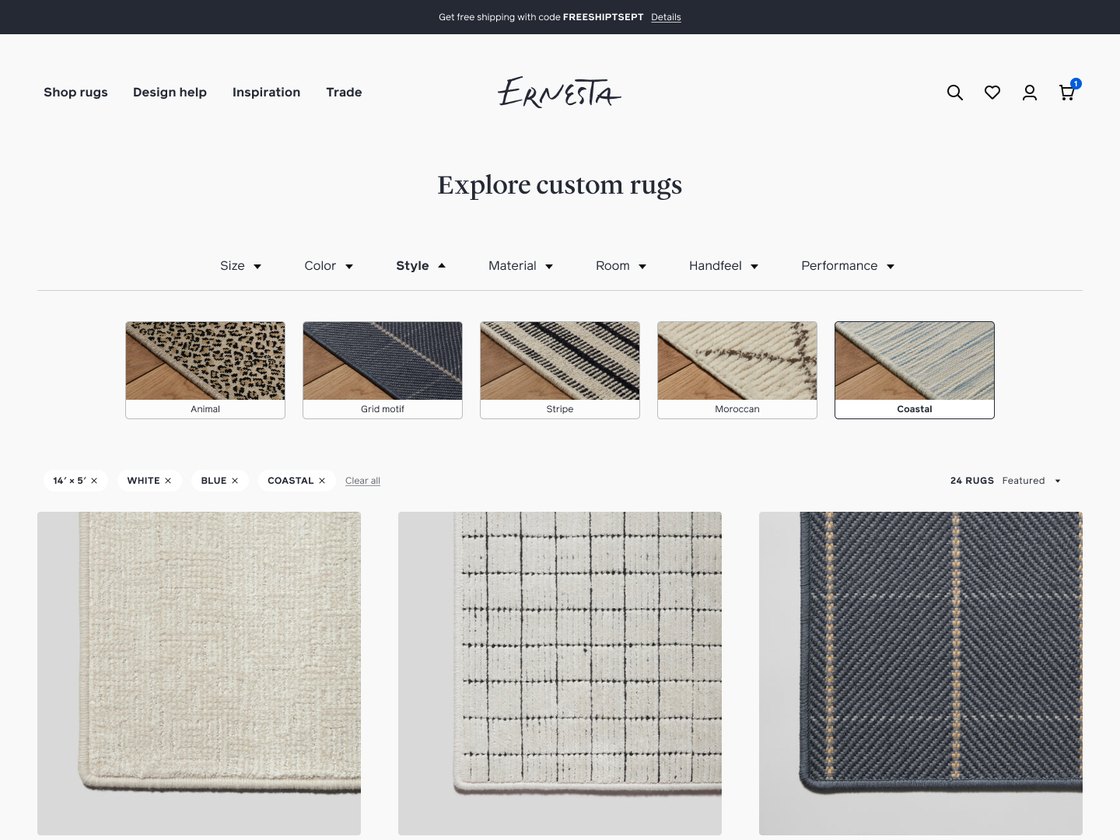 Get free shipping with code FREESHIPTSEPT Details
Shop rugs Design help Inspiration Trade
ERNESTA
1
Explore custom rugs
Size Color Style Material Room Handfeel Performance
Animal Grid motif Stripe Moroccan Coastal
14′ × 5′ × WHITE × BLUE × COASTAL × Clear all
24 RUGS Featured